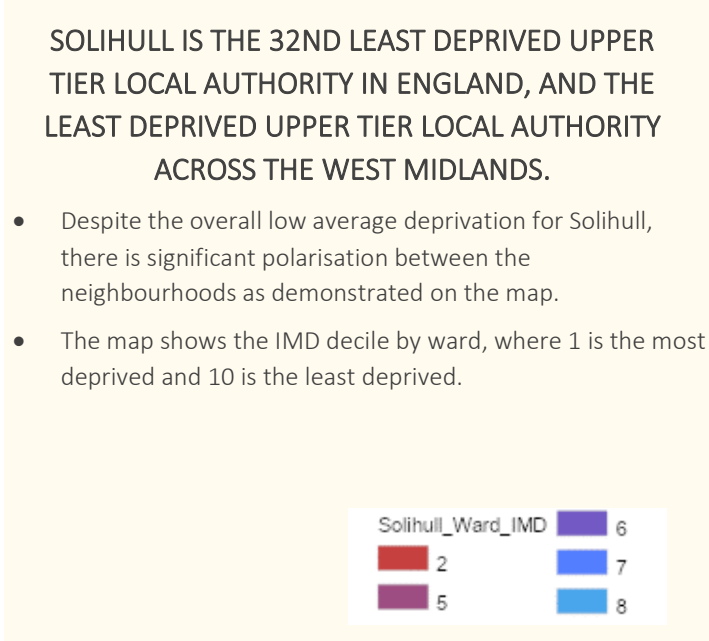 SOLIHULL IS THE 32ND LEAST DEPRIVED UPPER
TIER LOCAL AUTHORITY IN ENGLAND, AND THE
LEAST DEPRIVED UPPER TIER LOCAL AUTHORITY
ACROSS THE WEST MIDLANDS.
• Despite the overall low average deprivation for Solihull,
there is significant polarisation between the
neighbourhoods as demonstrated on the map.
• The map shows the IMD decile by ward, where 1 is the most
deprived and 10 is the least deprived.
Solihull_Ward_IMD
2
5
6
7
8